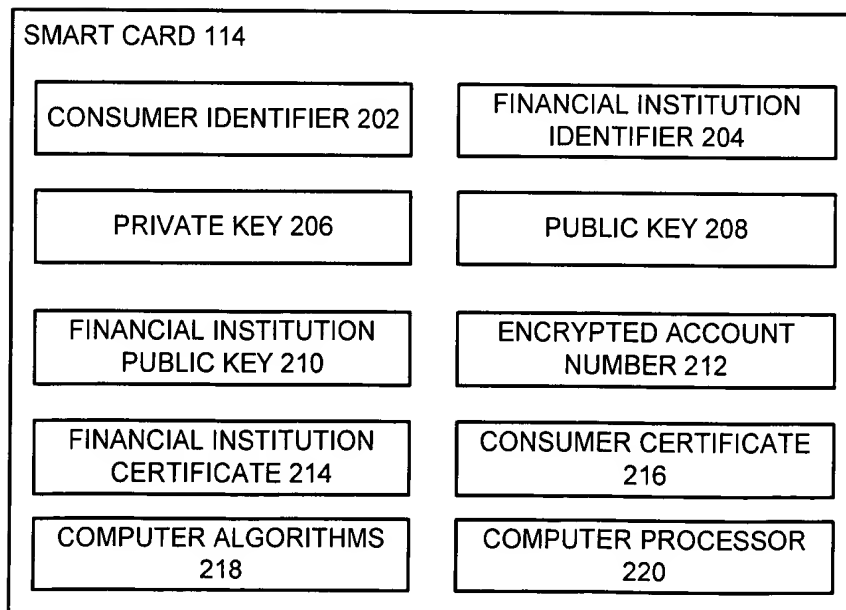 SMART CARD 114
CONSUMER IDENTIFIER 202
FINANCIAL INSTITUTION
IDENTIFIER 204
PRIVATE KEY 206
PUBLIC KEY 208
FINANCIAL INSTITUTION
PUBLIC KEY 210
ENCRYPTED ACCOUNT
NUMBER 212
FINANCIAL INSTITUTION
CERTIFICATE 214
CONSUMER CERTIFICATE
216
COMPUTER ALGORITHMS
218
COMPUTER PROCESSOR
220